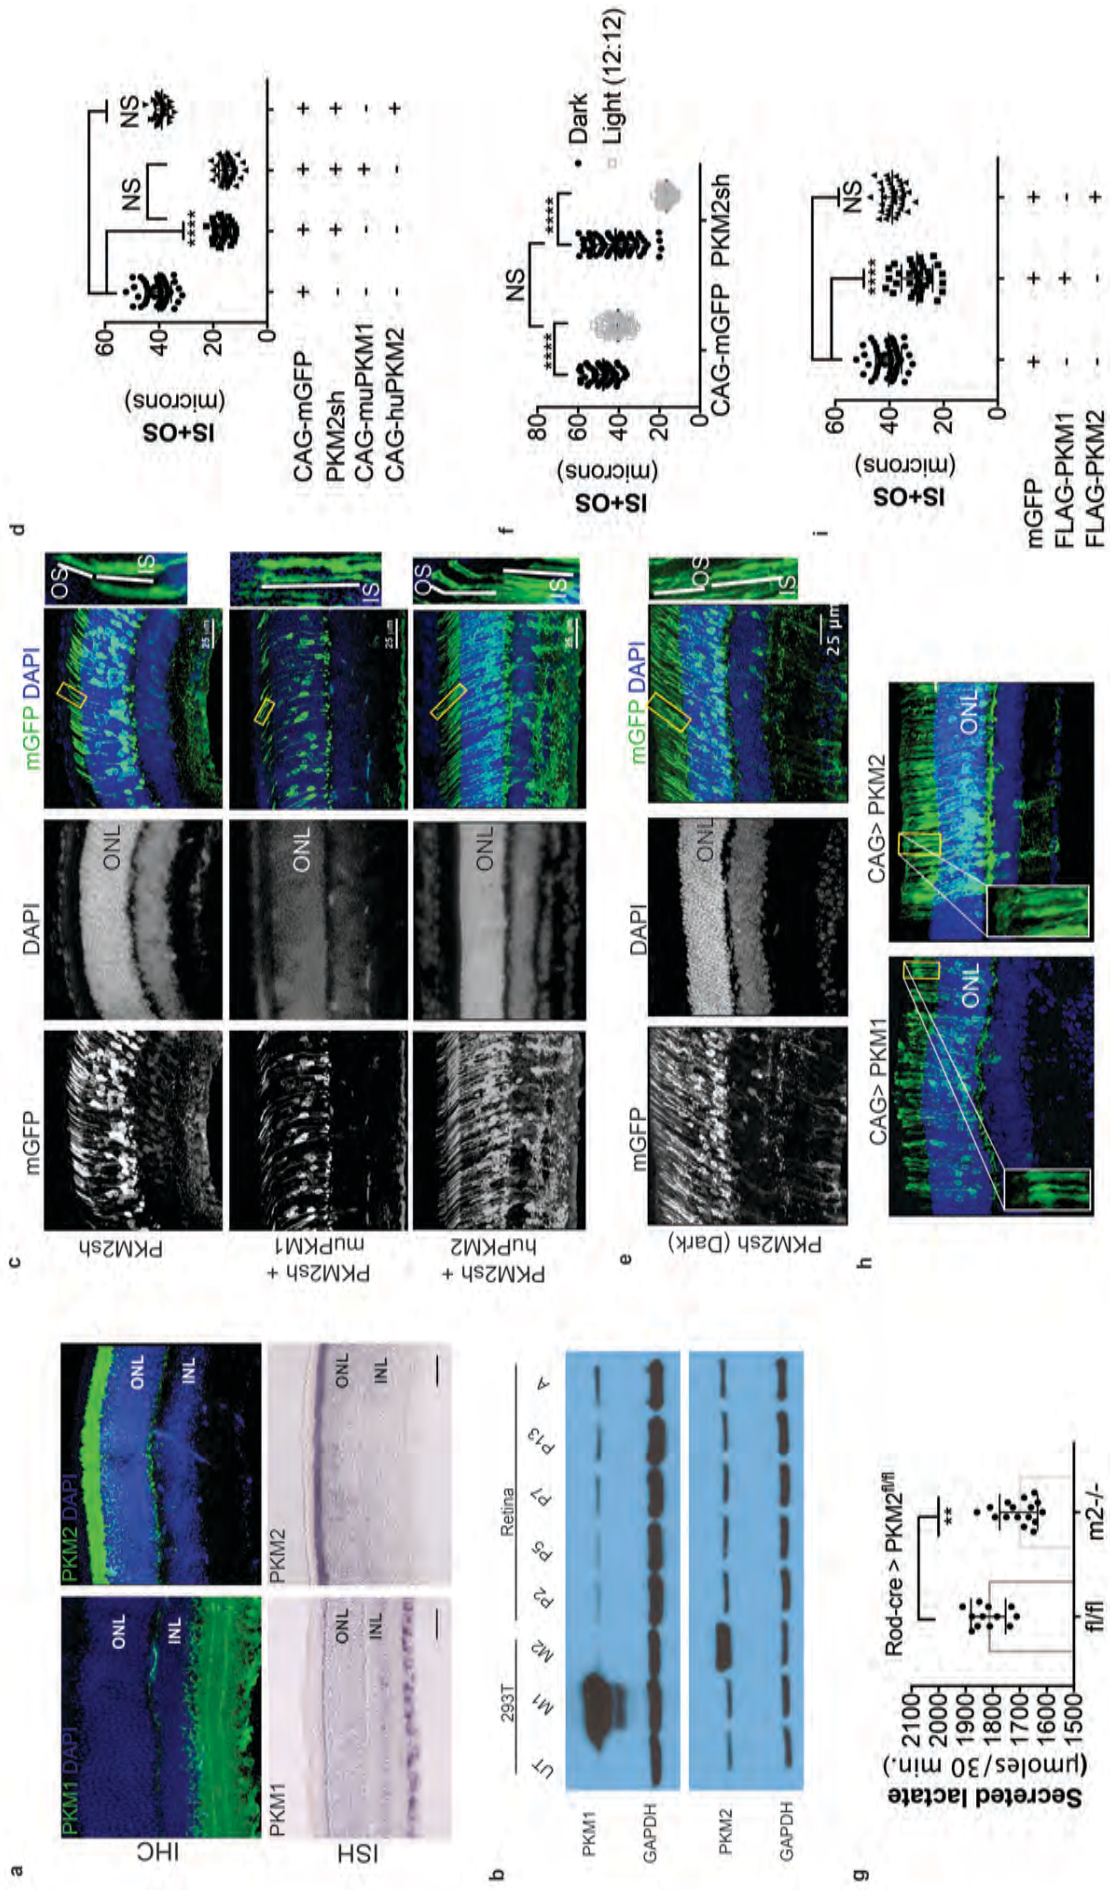 a
PKM1 DAPI
PKM2 DAPI
IHC
ONL
INL
ONL
INL
PKM1
PKM2
ISH
ONL
INL
ONL
INL
b
293T
Retina
UT M1 M2 P2 P5 P7 P13 A
PKM1
GAPDH
PKM2
GAPDH
c
mGFP
DAPI
mGFP DAPI
PKM2sh
ONL
25 µm
OS
IS
PKM2sh +
muPKM1
ONL
25 µm
IS
PKM2sh +
huPKM2
ONL
25 µm
OS
IS
d
IS+OS
(microns)
60
40
20
0
****
NS
NS
CAG-mGFP + + + +
PKM2sh - + + +
CAG-muPKM1 - - + -
CAG-huPKM2 - - - +
e
mGFP
DAPI
mGFP DAPI
PKM2sh (Dark)
ONL
25 µm
OS
IS
f
IS+OS
(microns)
80
60
40
20
0
NS
****
****
Dark
Light (12:12)
CAG-mGFP PKM2sh
g
Secreted lactate
(µmoles/30 min.)
2100
2000
1900
1800
1700
1600
1500
Rod-cre > PKM2fl/fl
**
fl/fl
m2-/-
h
CAG> PKM1
CAG> PKM2
ONL
ONL
i
IS+OS
(microns)
60
40
20
0
****
NS
mGFP + + +
FLAG-PKM1 - + -
FLAG-PKM2 - - +